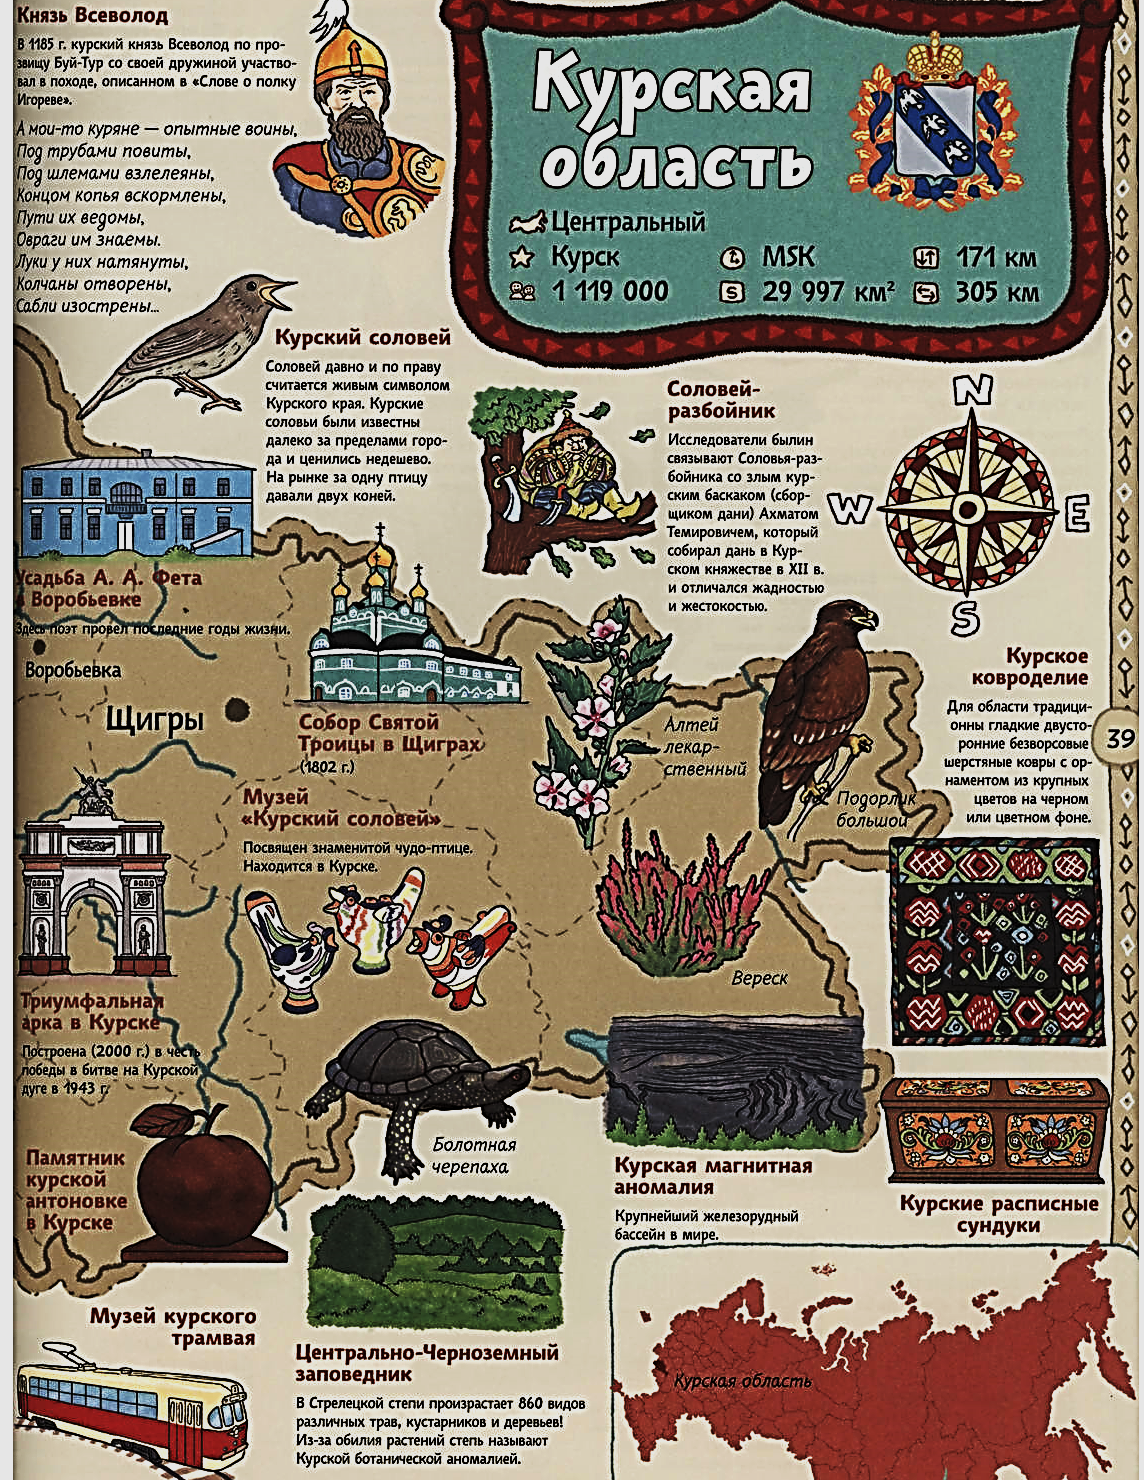 Князь Всеволод
В 1185 г. курский князь Всеволод по про-
звищу Буй-Тур со своей дружиной участво-
вал в походе, описанном в «Слове о полку
Игореве».
А мои-то куряне — опытные воины,
Под трубами повиты,
Под шлемами взлелеяны,
Концом копья вскормлены,
Пути их ведомы,
Овраги им знаемы.
Луки у них натянуты,
Колчаны отворены,
Сабли изострены...
Курская
область
Центральный
Курск
MSK
171 км
1 119 000
S
29 997 км²
305 км
Курский соловей
Соловей давно и по праву
считается живым символом
Курского края. Курские
соловьи были известны
далеко за пределами горо-
да и ценились недешево.
На рынке за одну птицу
давали двух коней.
Соловей-
разбойник
Исследователи былин
связывают Соловья-раз-
бойника со злым кур-
ским баскаком (сбор-
щиком дани) Ахматом
Темировичем, который
собирал дань в Кур-
ском княжестве в XII в.
и отличался жадностью
и жестокостью.
N
W
E
S
Усадьба А. А. Фета
в Воробьевке
Здесь поэт провел последние годы жизни.
Воробьевка
Щигры
Собор Святой
Троицы в Щиграх
(1802 г.)
Алтей
лекар-
ственный
Подорлик
большой
Курское
ковроделие
Для области традици-
онны гладкие двусто-
ронние безворсовые
шерстяные ковры с ор-
наментом из крупных
цветов на черном
или цветном фоне.
39
Музей
«Курский соловей»
Посвящен знаменитой чудо-птице.
Находится в Курске.
Вереск
Триумфальная
арка в Курске
Построена (2000 г.) в честь
победы в битве на Курской
дуге в 1943 г.
Болотная
черепаха
Памятник
курской
антоновке
в Курске
Курская магнитная
аномалия
Крупнейший железорудный
бассейн в мире.
Курские расписные
сундуки
Музей курского
трамвая
Центрально-Черноземный
заповедник
В Стрелецкой степи произрастает 860 видов
различных трав, кустарников и деревьев!
Из-за обилия растений степь называют
Курской ботанической аномалией.
Курская область